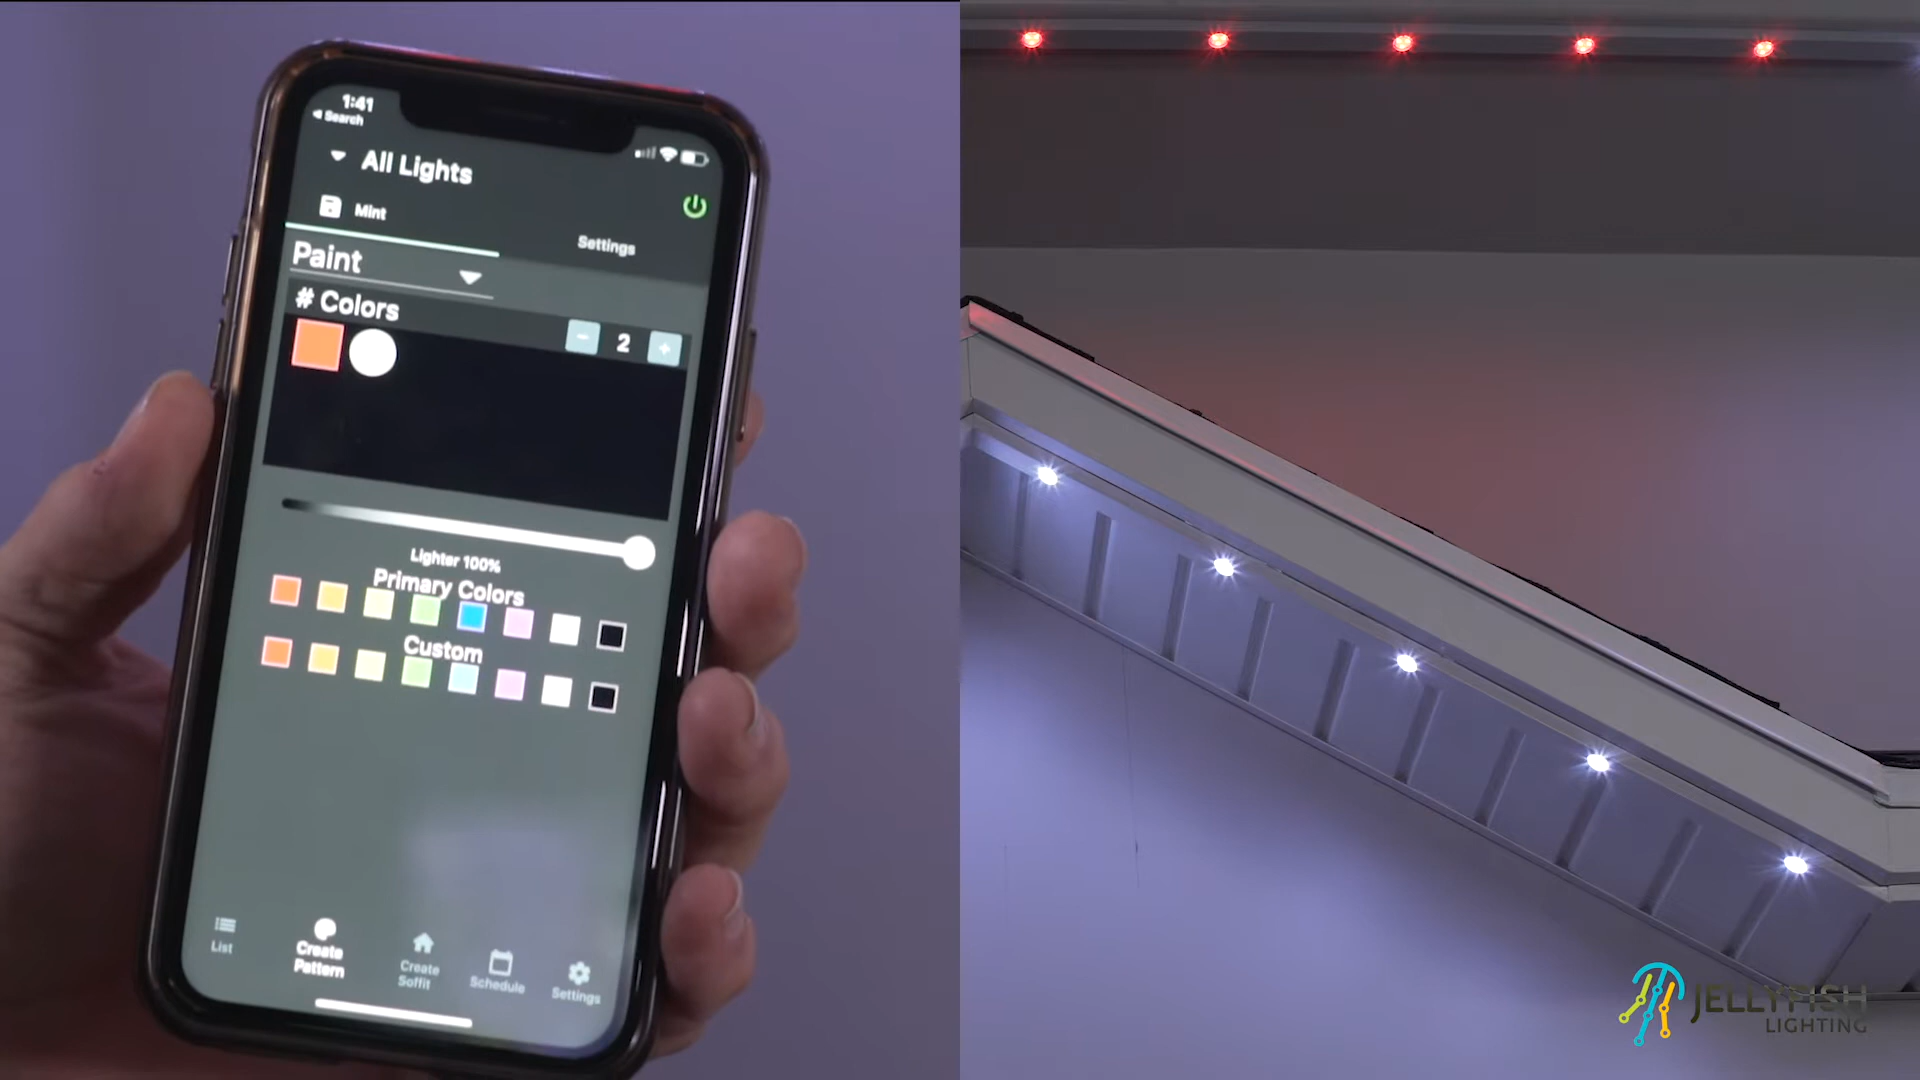 1:41
Search
All Lights
Mint
Settings
Paint
# Colors
2
Lighter 100%
Primary Colors
Custom
List
Create
Pattern
Create
Soffit
Schedule
Settings
JELLYFISH
LIGHTING